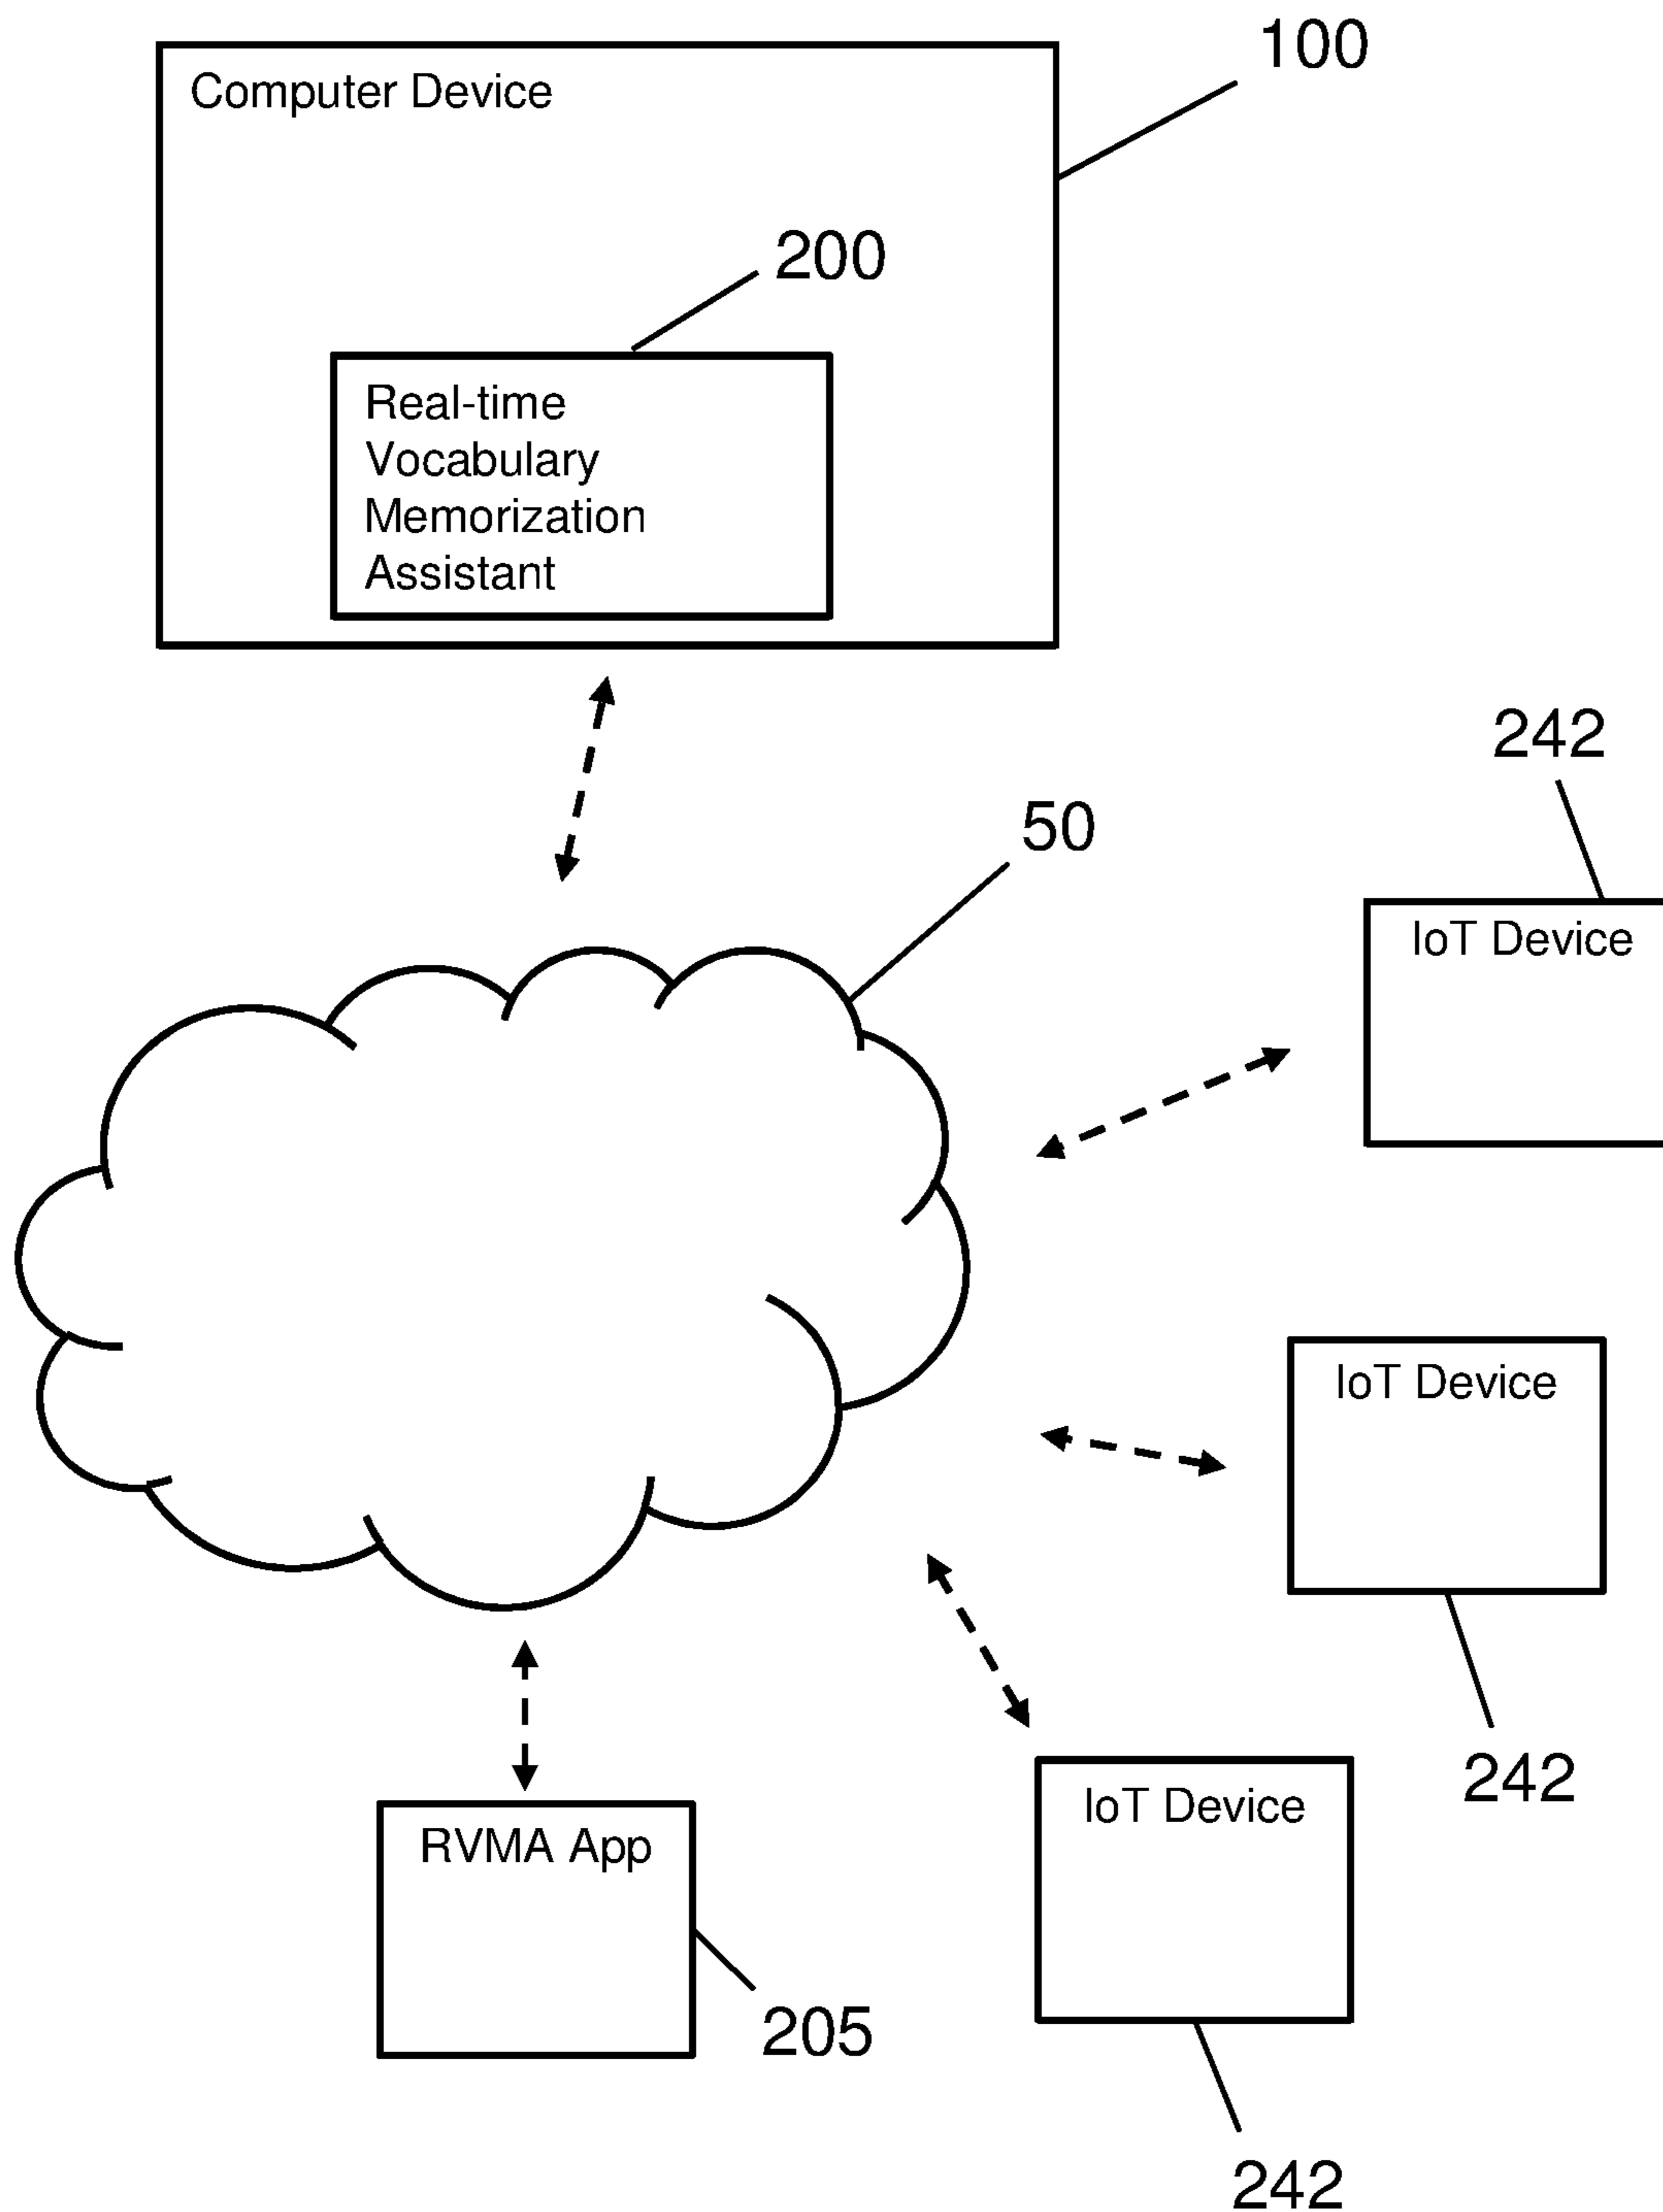 100
Computer Device
200
Real-time
Vocabulary
Memorization
Assistant
242
50
IoT Device
IoT Device
242
IoT Device
RVMA App
205
242